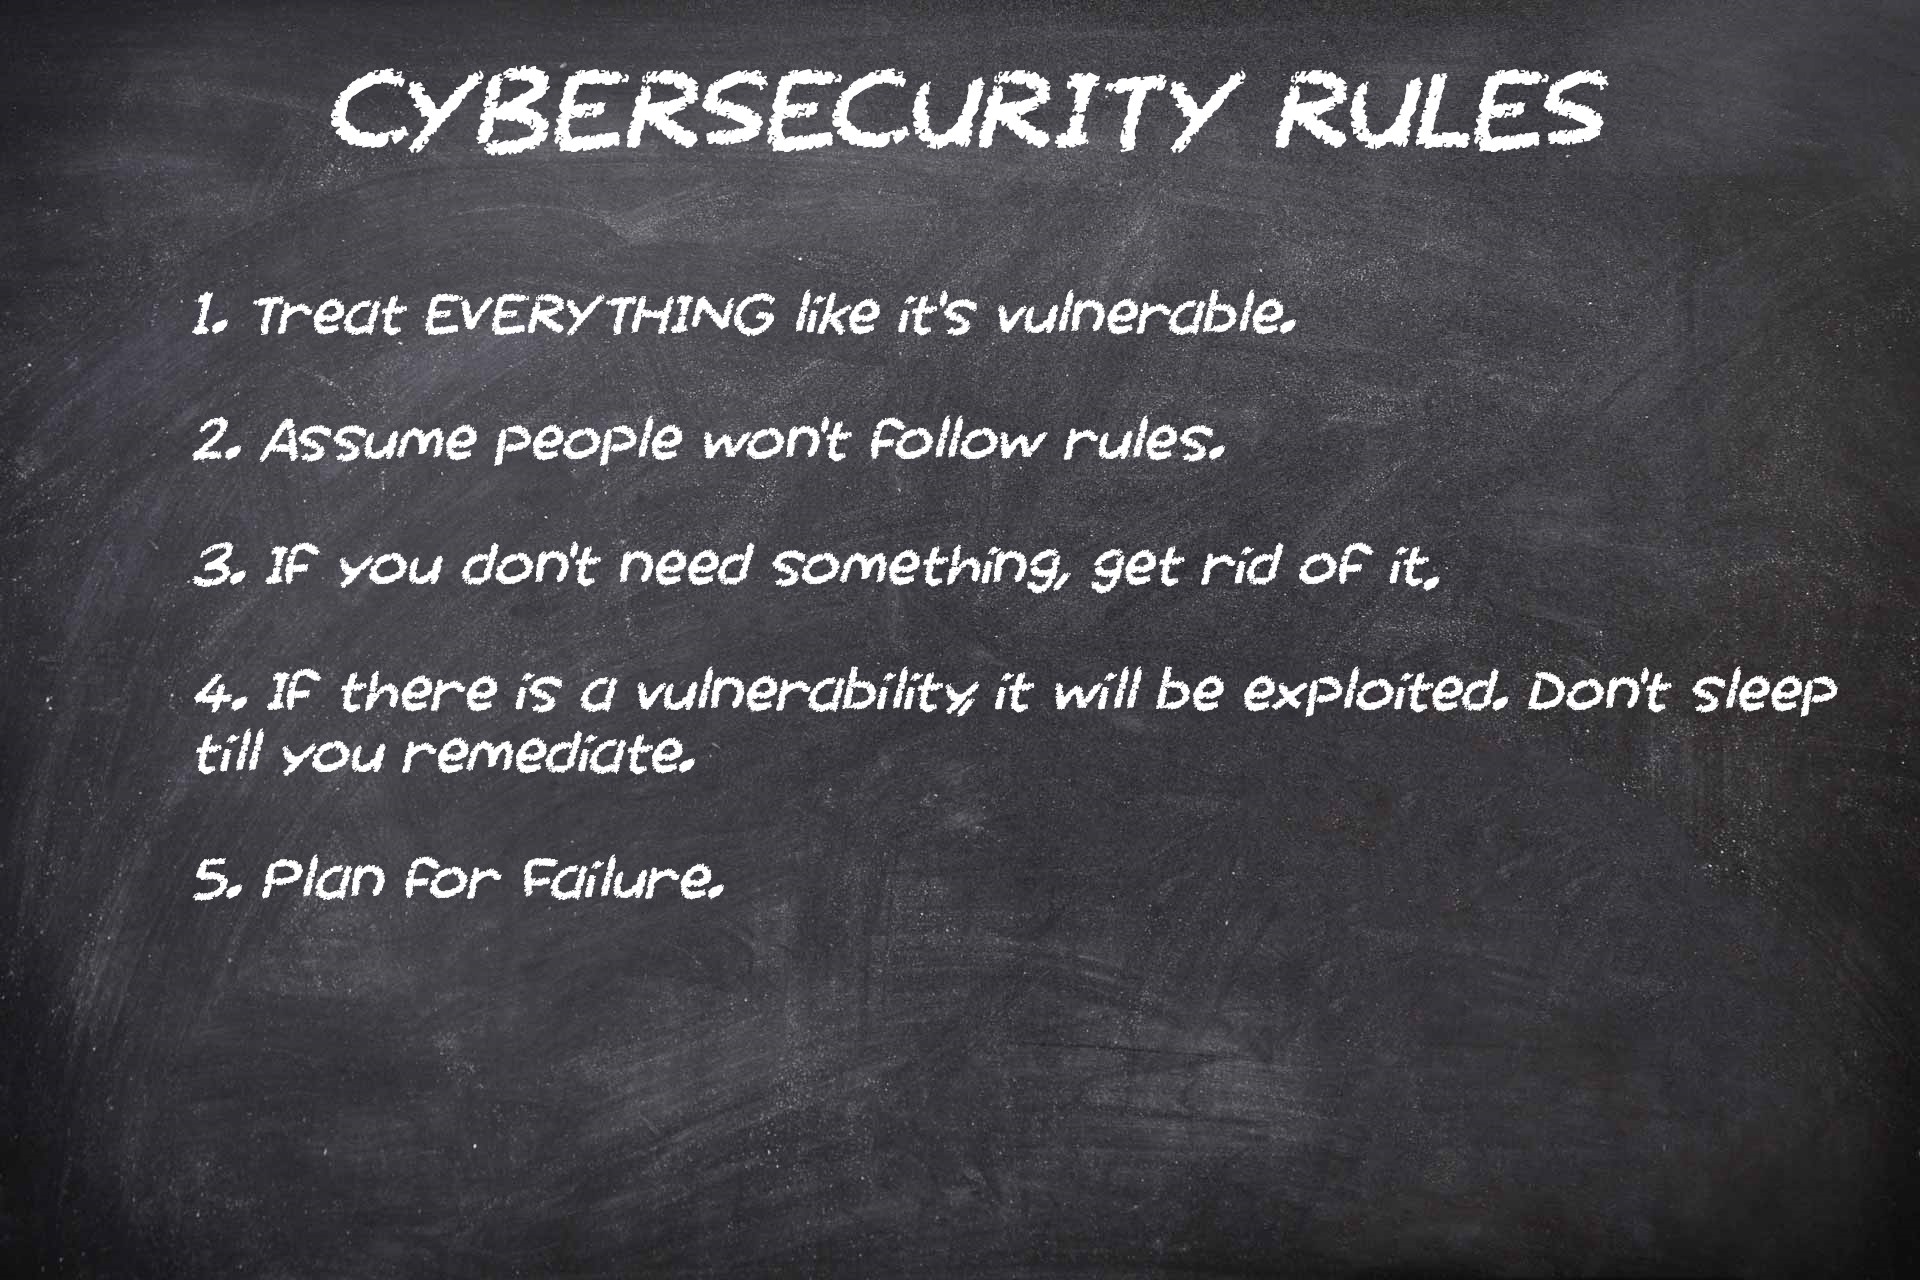 CYBERSECURITY RULES
1. Treat EVERYTHING like it's vulnerable.
2. Assume people won't follow rules.
3. If you don't need something, get rid of it.
4. If there is a vulnerability, it will be exploited. Don't sleep
till you remediate.
5. Plan for Failure.